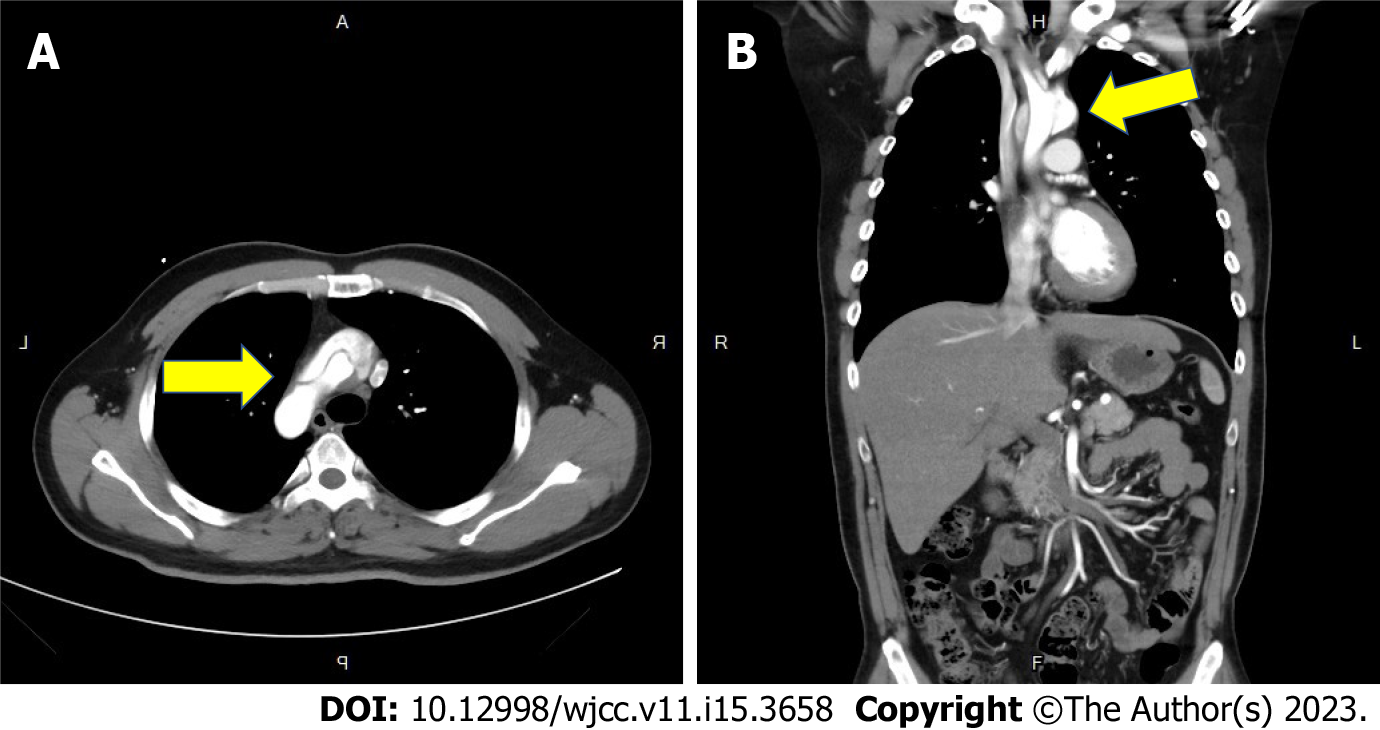 A
A
L
R
P
B
H
R
L
F
DOI: 10.12998/wjcc.v11.i15.3658 Copyright ©The Author(s) 2023.